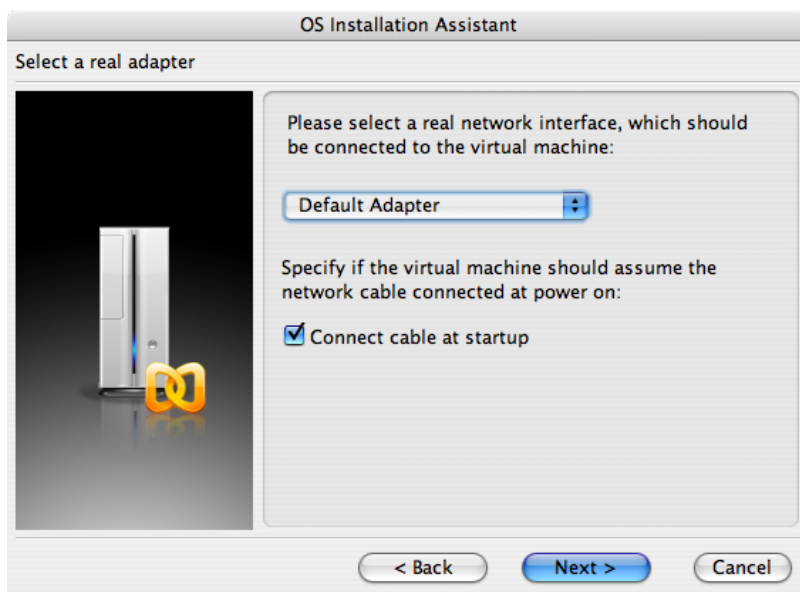 OS Installation Assistant
Select a real adapter
Please select a real network interface, which should
be connected to the virtual machine:
Default Adapter
Specify if the virtual machine should assume the
network cable connected at power on:
Connect cable at startup
< Back
Next >
Cancel